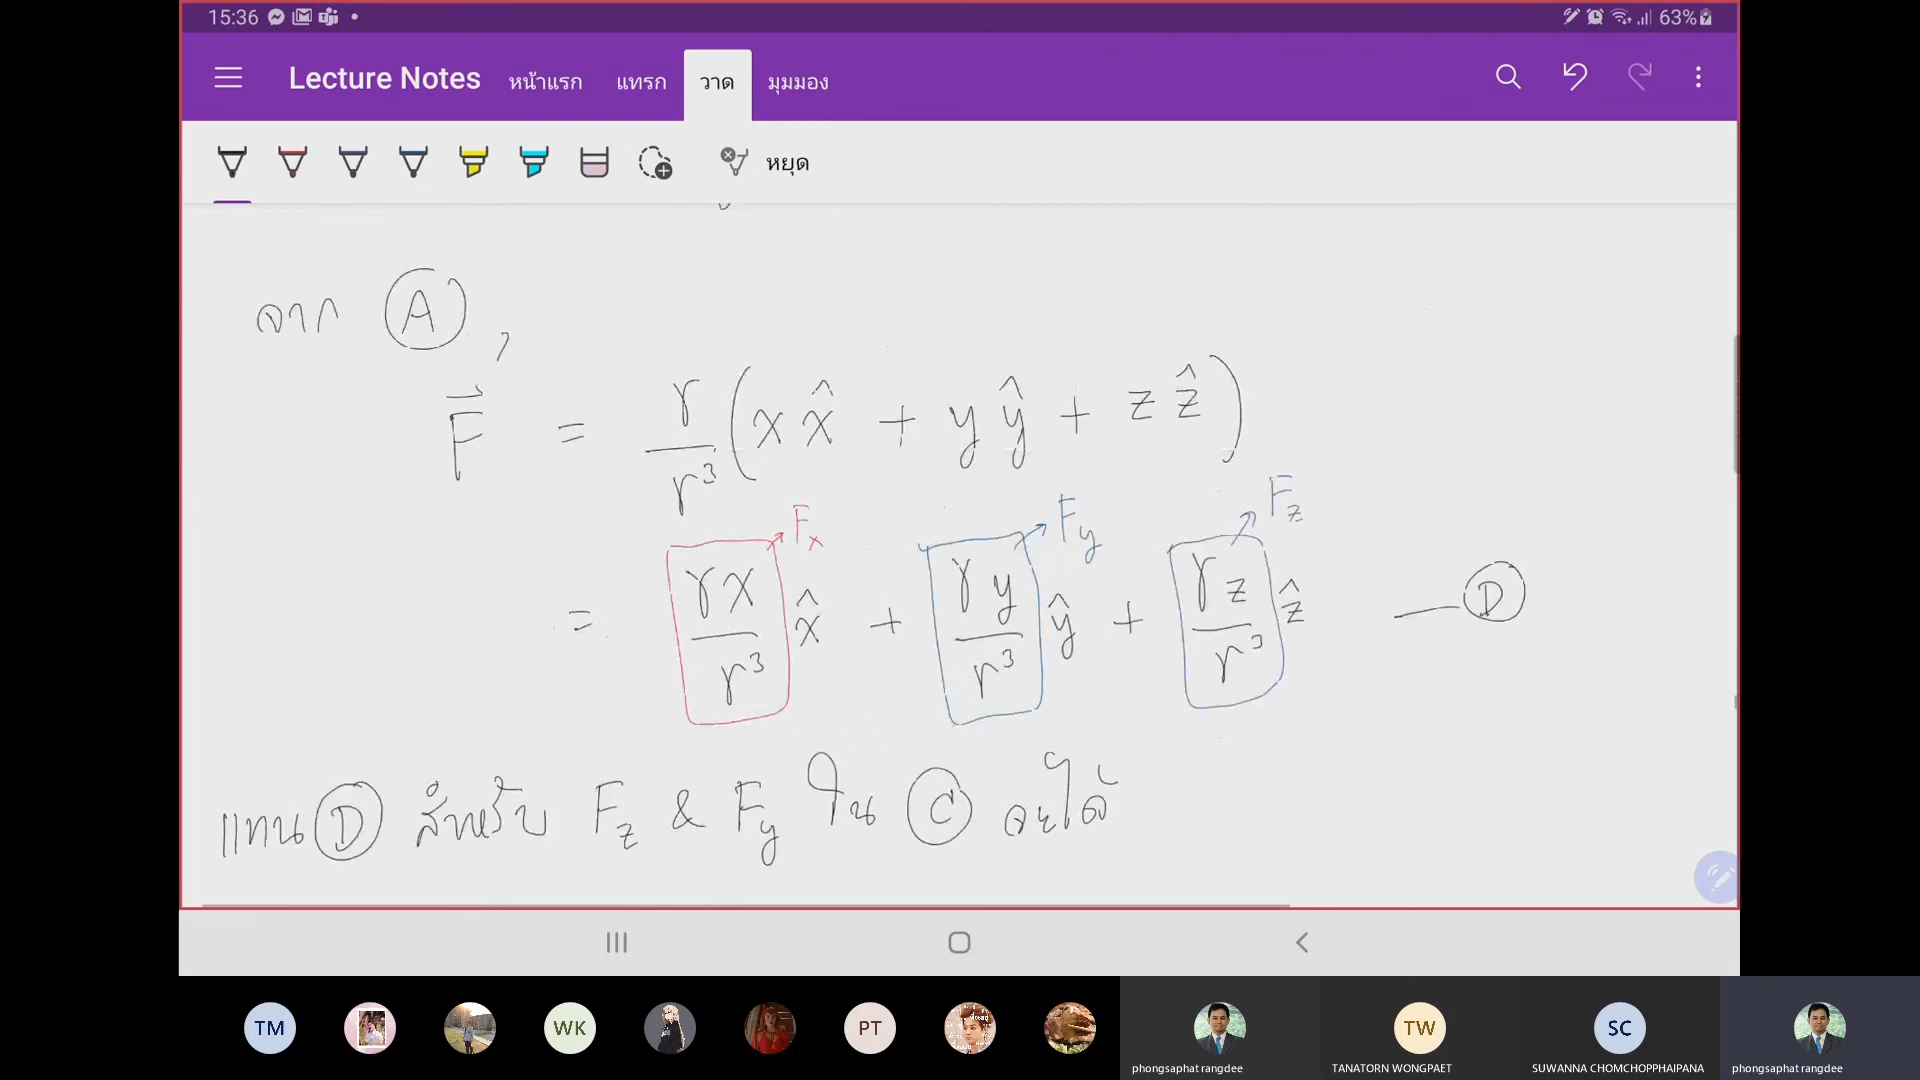 15:36 63%
Lecture Notes หน้าแรก แทรก วาด มุมมอง
หยุด
จาก Ⓐ,
F⃗ = γ/r³ (x x̂ + y ŷ + z ẑ)
Fx Fy Fz
= γx/r³ x̂ + γy/r³ ŷ + γz/r³ ẑ — Ⓓ
แทน Ⓓ สำหรับ Fz & Fy ใน Ⓒ จะได้
TM WK PT TW SC
phongsaphat rangdee TANATORN WONGPAET SUWANNA CHOMCHOPPHAIPANA phongsaphat rangdee